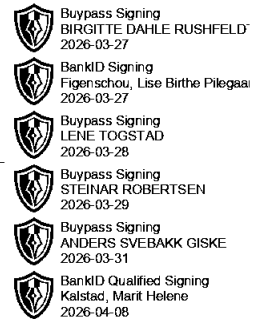 Buypass Signing
BIRGITTE DAHLE RUSHFELDT
2026-03-27
BankID Signing
Figenschou, Lise Birthe Pilegaa
2026-03-27
Buypass Signing
LENE TOGSTAD
2026-03-28
Buypass Signing
STEINAR ROBERTSEN
2026-03-29
Buypass Signing
ANDERS SVEBAKK GISKE
2026-03-31
BankID Qualified Signing
Kalstad, Marit Helene
2026-04-08